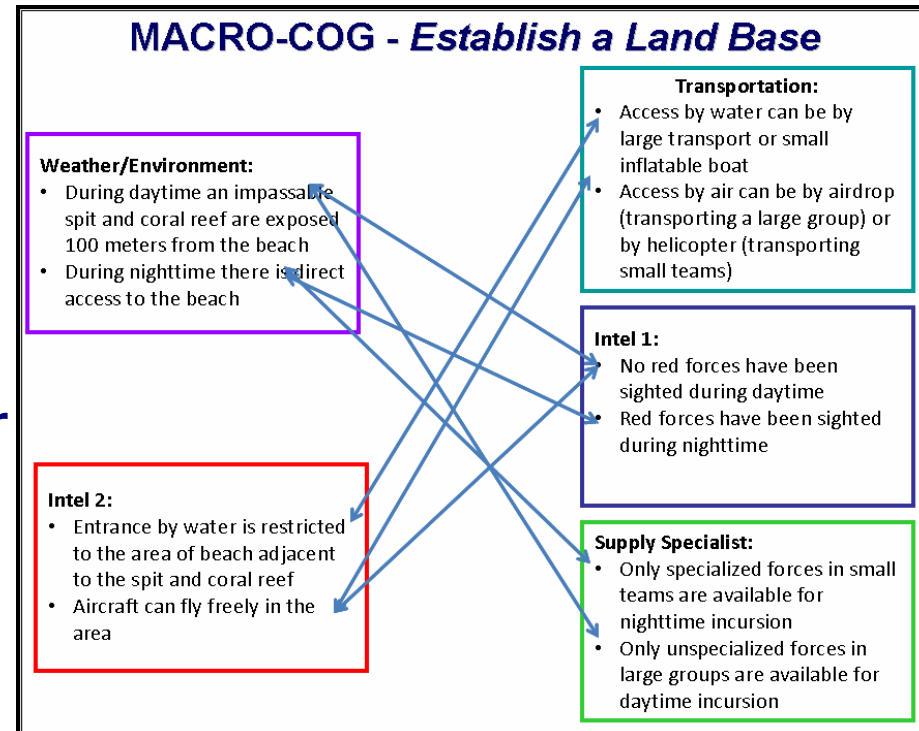 MACRO-COG - Establish a Land Base
Weather/Environment:
• During daytime an impassable
spit and coral reef are exposed
100 meters from the beach
• During nighttime there is direct
access to the beach
Intel 2:
• Entrance by water is restricted
to the area of beach adjacent
to the spit and coral reef
• Aircraft can fly freely in the
area
Transportation:
• Access by water can be by
large transport or small
inflatable boat
• Access by air can be by airdrop
(transporting a large group) or
by helicopter (transporting
small teams)
Intel 1:
• No red forces have been
sighted during daytime
• Red forces have been sighted
during nighttime
Supply Specialist:
• Only specialized forces in small
teams are available for
nighttime incursion
• Only unspecialized forces in
large groups are available for
daytime incursion